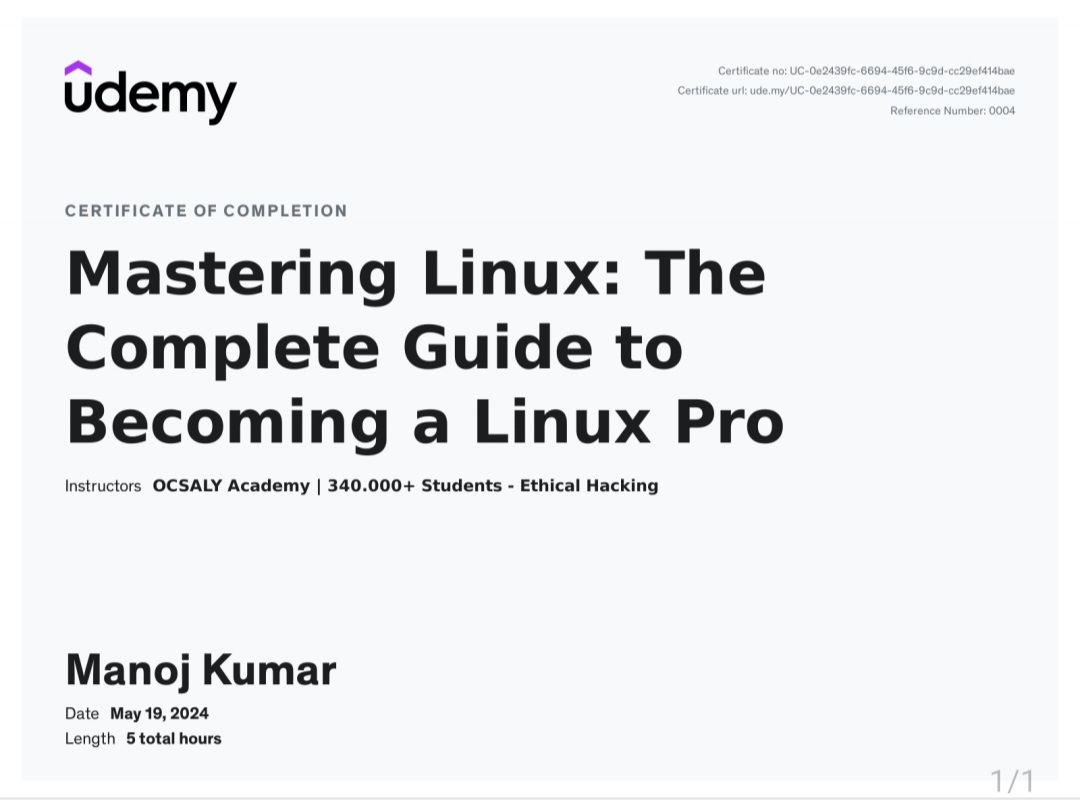 udemy
Certificate no: UC-0e2439fc-6694-45f6-9c9d-cc29ef414bae
Certificate url: ude.my/UC-0e2439fc-6694-45f6-9c9d-cc29ef414bae
Reference Number: 0004
CERTIFICATE OF COMPLETION
Mastering Linux: The
Complete Guide to
Becoming a Linux Pro
Instructors OCSALY Academy | 340.000+ Students - Ethical Hacking
Manoj Kumar
Date May 19, 2024
Length 5 total hours
1/1